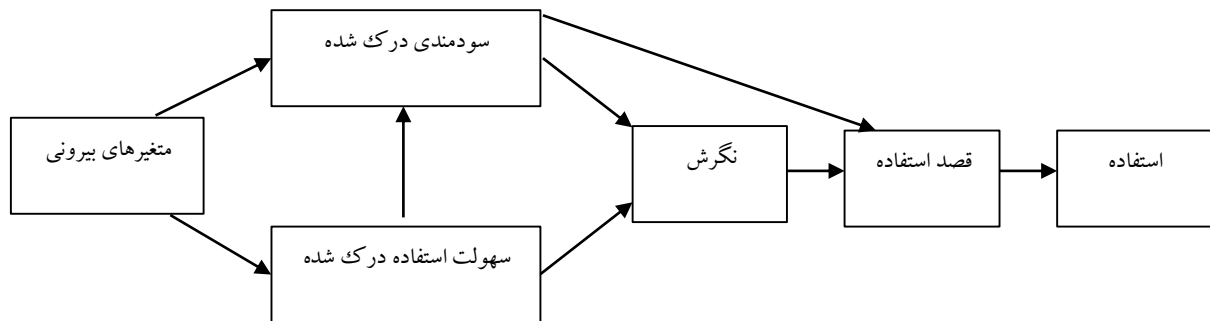 سودمندی درک شده
متغیرهای بیرونی
نگرش
قصد استفاده
استفاده
سهولت استفاده درک شده